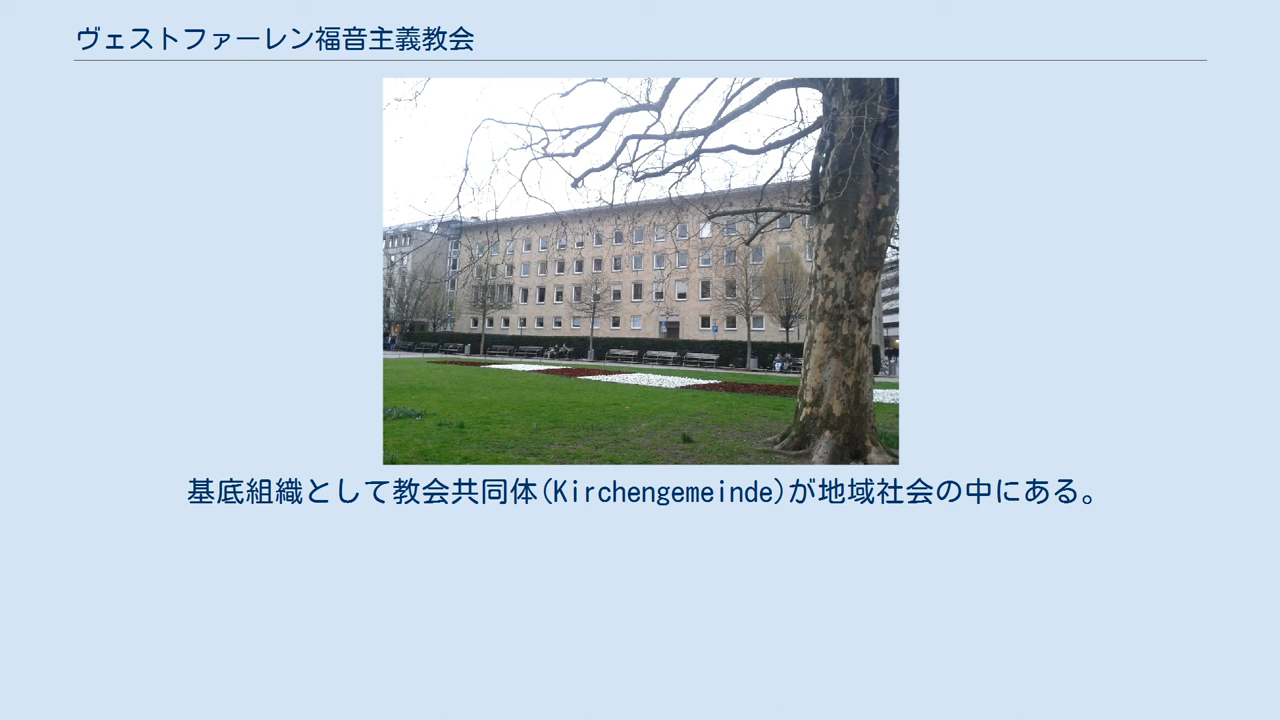 ヴェストファーレン福音主義教会
基底組織として教会共同体(Kirchengemeinde)が地域社会の中にある。